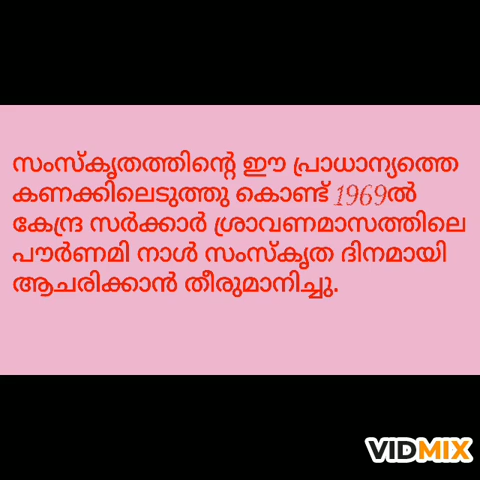 സംസ്കൃതത്തിന്റെ ഈ പ്രാധാന്യത്തെ
കണക്കിലെടുത്തു കൊണ്ട് 1969ൽ
കേന്ദ്ര സർക്കാർ ശ്രാവണമാസത്തിലെ
പൗർണമി നാൾ സംസ്കൃത ദിനമായി
ആചരിക്കാൻ തീരുമാനിച്ചു.
VIDMIX